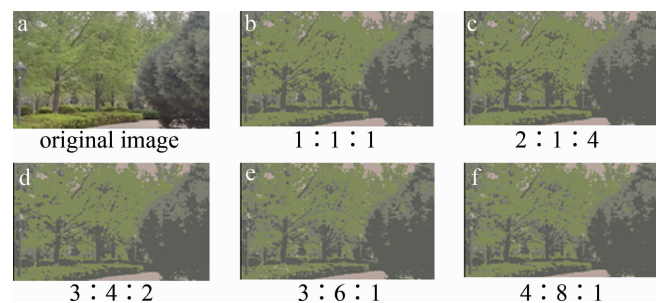 a b c
original image 1 : 1 : 1 2 : 1 : 4
d e f
3 : 4 : 2 3 : 6 : 1 4 : 8 : 1